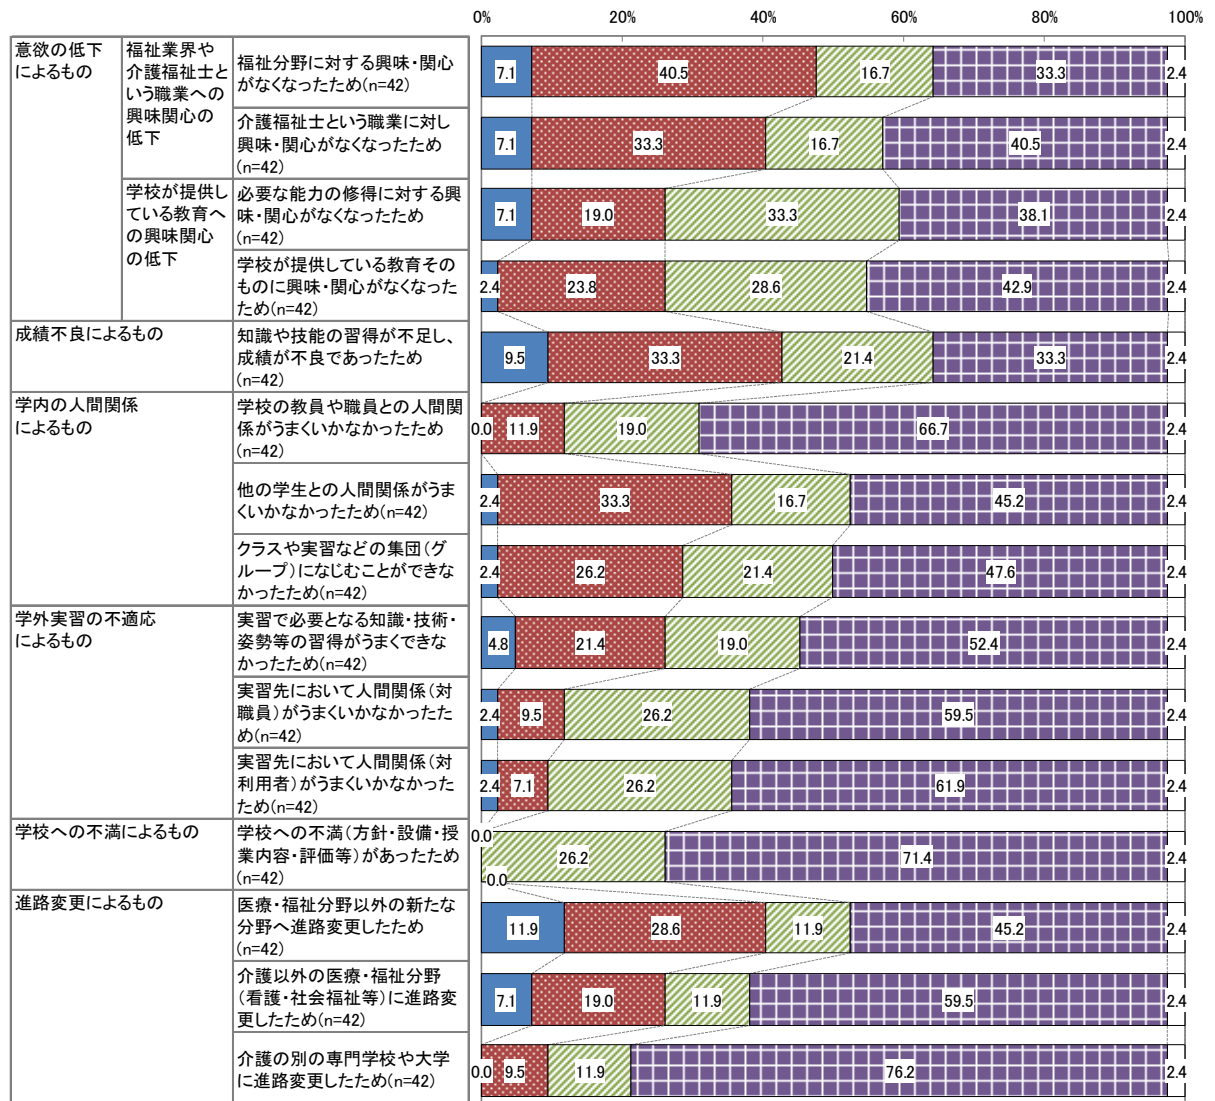 0%
20%
40%
60%
80%
100%
意欲の低下
によるもの
福祉業界や
介護福祉士と
いう職業への
興味関心の
低下
福祉分野に対する興味・関心
がなくなったため(n=42)
7.1
40.5
16.7
33.3
2.4
介護福祉士という職業に対し
興味・関心がなくなったため
(n=42)
7.1
33.3
16.7
40.5
2.4
学校が提供し
ている教育へ
の興味関心
の低下
必要な能力の修得に対する興
味・関心がなくなったため
(n=42)
7.1
19.0
33.3
38.1
2.4
学校が提供している教育その
ものに興味・関心がなくなった
ため(n=42)
2.4
23.8
28.6
42.9
2.4
成績不良によるもの
知識や技能の習得が不足し、
成績が不良であったため
(n=42)
9.5
33.3
21.4
33.3
2.4
学内の人間関係
によるもの
学校の教員や職員との人間関
係がうまくいかなかったため
(n=42)
0.0
11.9
19.0
66.7
2.4
他の学生との人間関係がうま
くいかなかったため(n=42)
2.4
33.3
16.7
45.2
2.4
クラスや実習などの集団(グ
ループ)になじむことができな
かったため(n=42)
2.4
26.2
21.4
47.6
2.4
学外実習の不適応
によるもの
実習で必要となる知識・技術・
姿勢等の習得がうまくできな
かったため(n=42)
4.8
21.4
19.0
52.4
2.4
実習先において人間関係(対
職員)がうまくいかなかったた
め(n=42)
2.4
9.5
26.2
59.5
2.4
実習先において人間関係(対
利用者)がうまくいかなかった
ため(n=42)
2.4
7.1
26.2
61.9
2.4
学校への不満によるもの
学校への不満(方針・設備・授
業内容・評価等)があったため
(n=42)
0.0
0.0
26.2
71.4
2.4
進路変更によるもの
医療・福祉分野以外の新たな
分野へ進路変更したため
(n=42)
11.9
28.6
11.9
45.2
2.4
介護以外の医療・福祉分野
(看護・社会福祉等)に進路変
更したため(n=42)
7.1
19.0
11.9
59.5
2.4
介護の別の専門学校や大学
に進路変更したため(n=42)
0.0
9.5
11.9
76.2
2.4